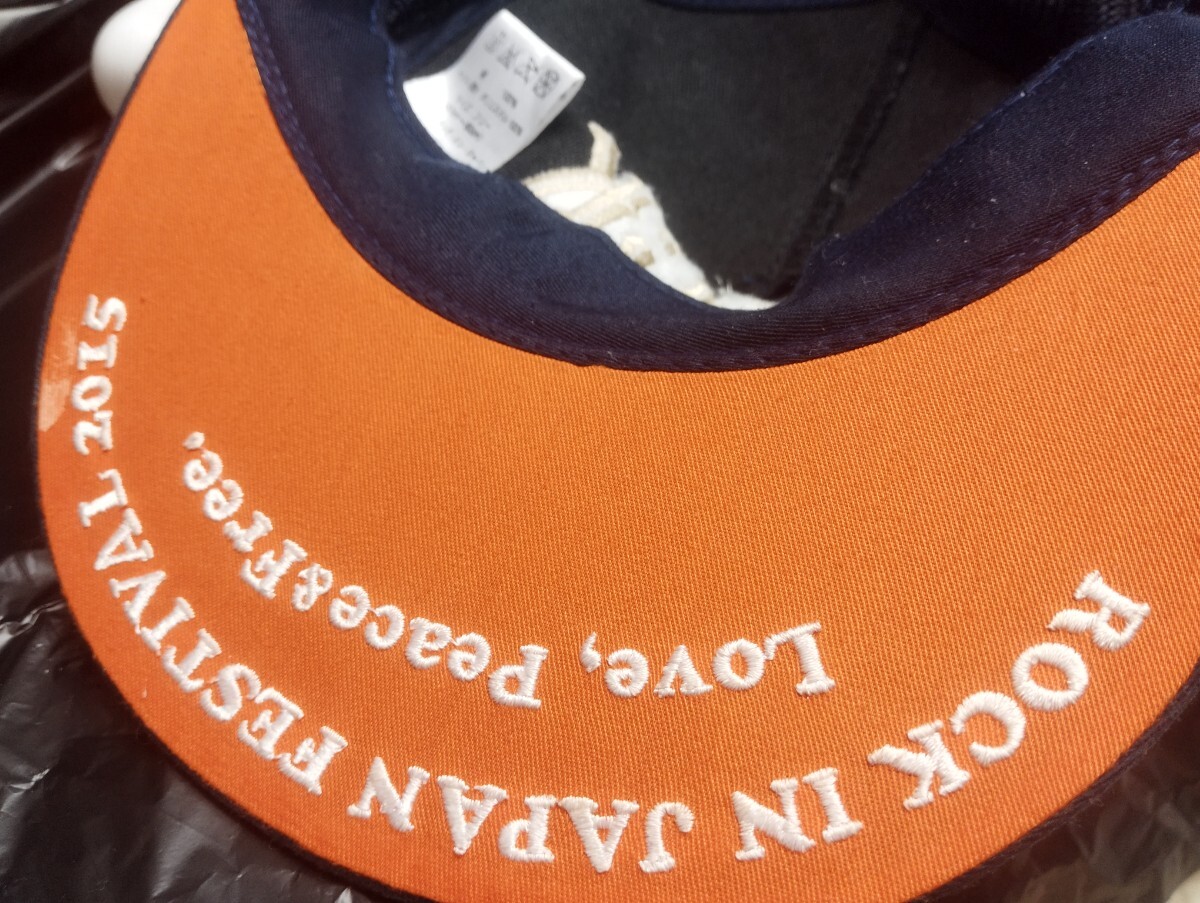 ROCK IN JAPAN FESTIVAL 2015
Love, Peace&Free.